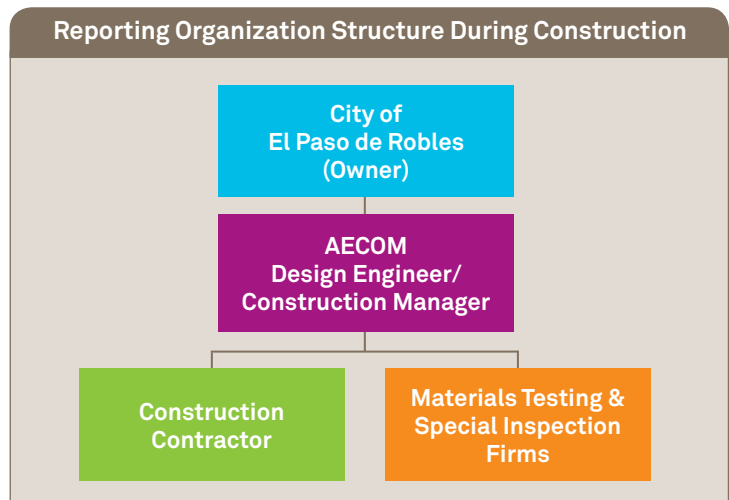 Reporting Organization Structure During Construction
City of
El Paso de Robles
(Owner)
AECOM
Design Engineer/
Construction Manager
Construction
Contractor
Materials Testing &
Special Inspection
Firms